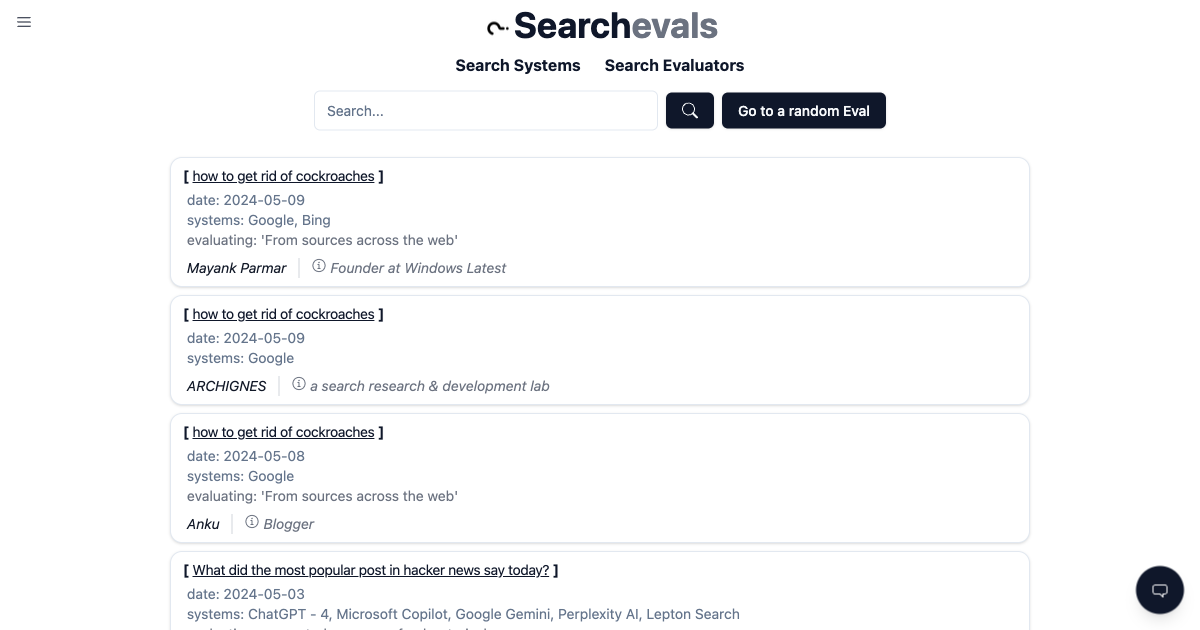 Searchevals
Search Systems Search Evaluators
Search... Go to a random Eval
[ how to get rid of cockroaches ]
date: 2024-05-09
systems: Google, Bing
evaluating: 'From sources across the web'
Mayank Parmar Founder at Windows Latest
[ how to get rid of cockroaches ]
date: 2024-05-09
systems: Google
ARCHIGNES a search research & development lab
[ how to get rid of cockroaches ]
date: 2024-05-08
systems: Google
evaluating: 'From sources across the web'
Anku Blogger
[ What did the most popular post in hacker news say today? ]
date: 2024-05-03
systems: ChatGPT - 4, Microsoft Copilot, Google Gemini, Perplexity AI, Lepton Search